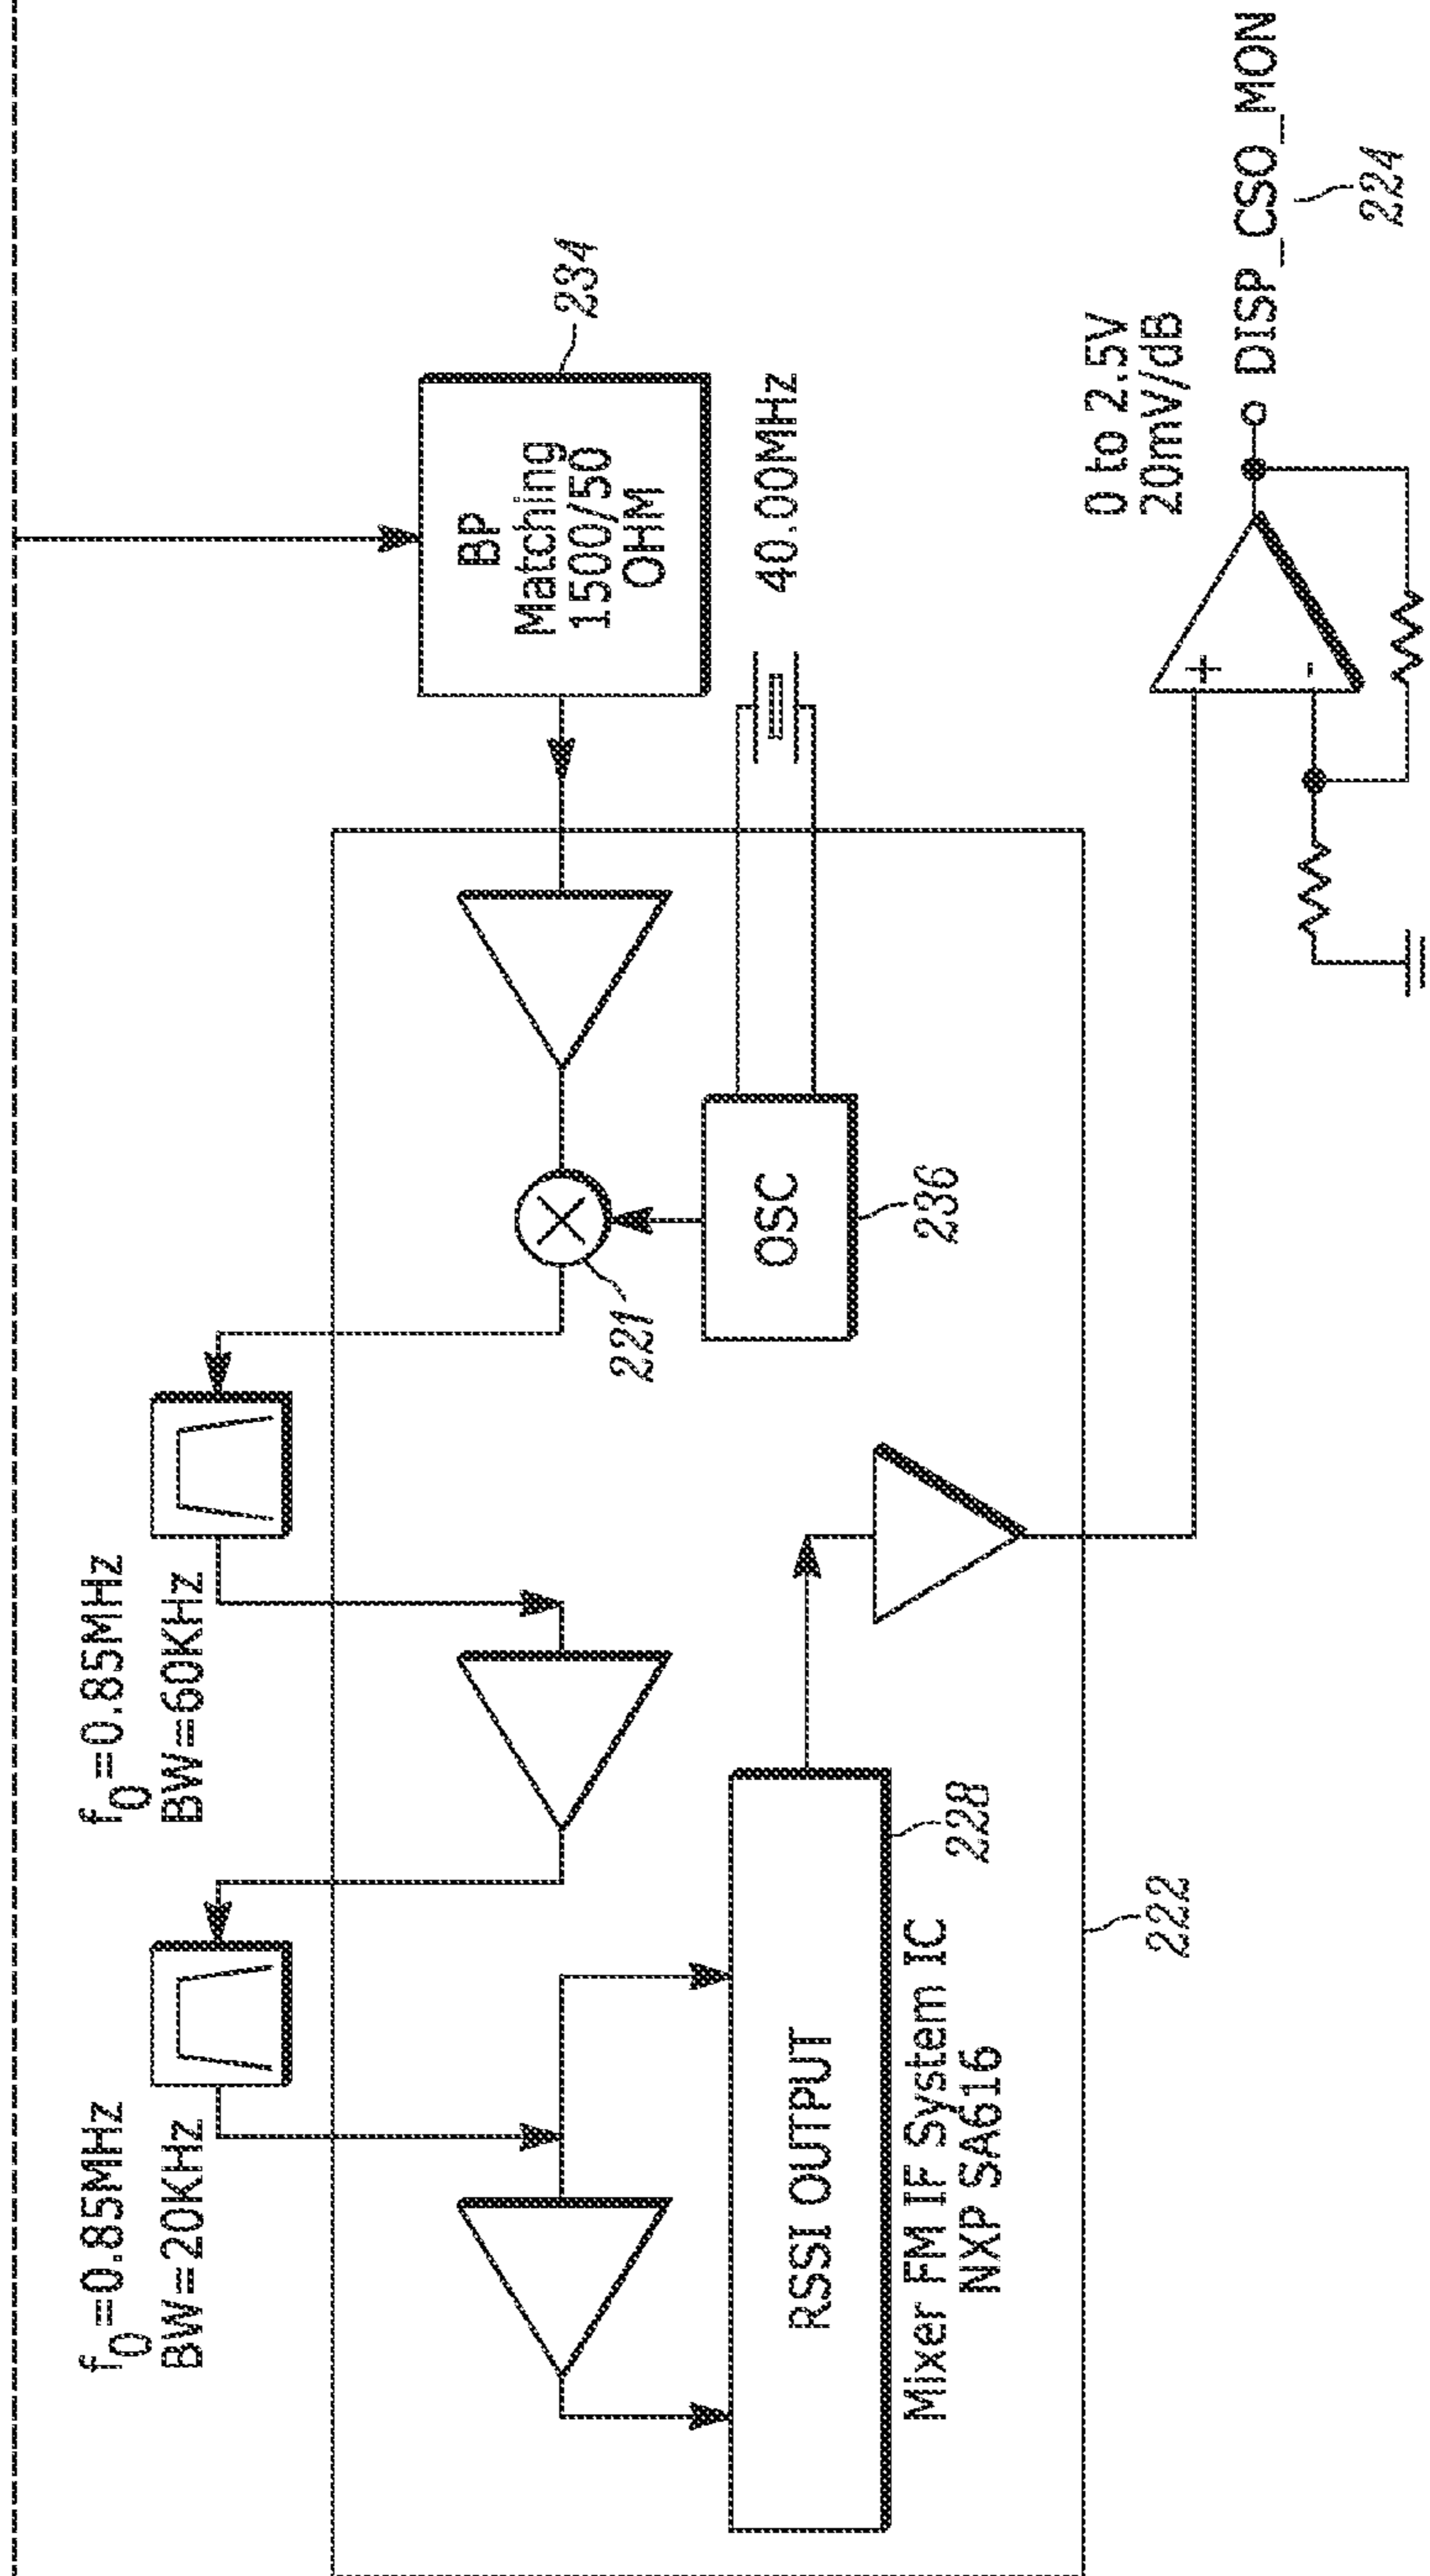 f0=0.85MHz
BW=20KHz
f0=0.85MHz
BW=60KHz
BP
Matching
1500/50
OHM
234
221
OSC
236
40.00MHz
RSSI OUTPUT
228
Mixer FM IF System IC
NXP SA616
222
0 to 2.5V
20mV/dB
+
-
DISP_CSO_MON
224